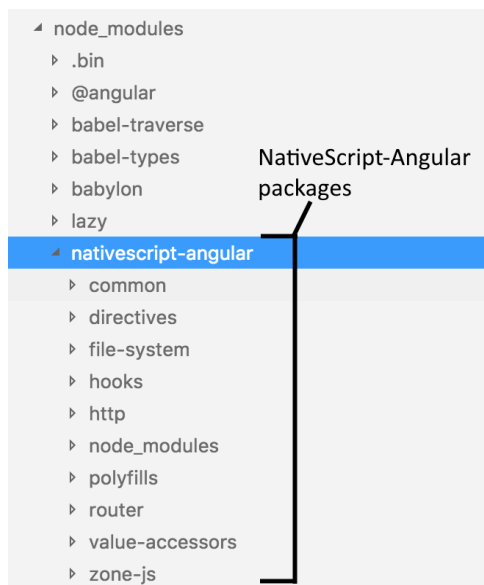 node_modules
.bin
@angular
babel-traverse
babel-types
babylon
lazy
NativeScript-Angular
packages
nativescript-angular
common
directives
file-system
hooks
http
node_modules
polyfills
router
value-accessors
zone-js